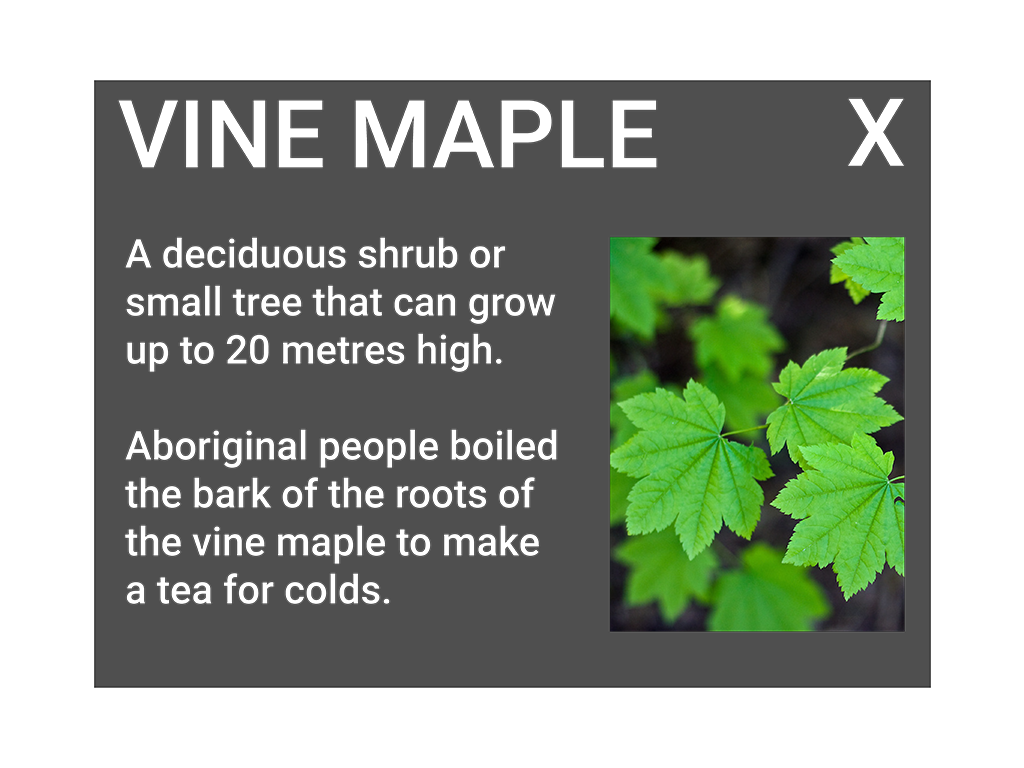 VINE MAPLE X
A deciduous shrub or
small tree that can grow
up to 20 metres high.
Aboriginal people boiled
the bark of the roots of
the vine maple to make
a tea for colds.